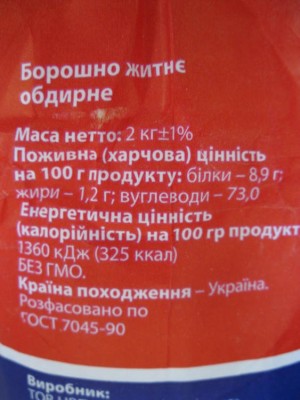 Борошно житнє
обдирне
Маса нетто: 2 кг±1%
Поживна (харчова) цінність
на 100 г продукту: білки – 8,9 г;
жири – 1,2 г; вуглеводи – 73,0
Енергетична цінність
(калорійність) на 100 гр продукт
1360 кДж (325 ккал)
БЕЗ ГМО.
Країна походження – Україна.
Розфасовано по
ГОСТ 7045-90
Виробник: